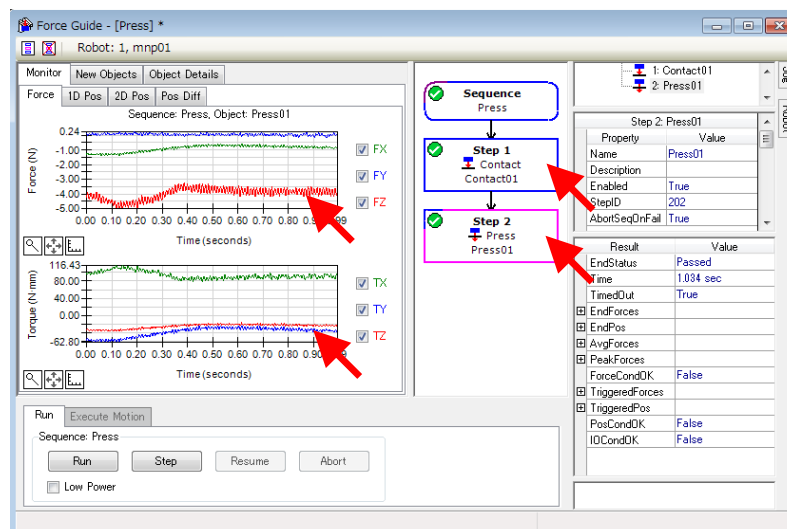 Force Guide - [Press] *
Robot: 1, mnp01
Monitor New Objects Object Details
Force 1D Pos 2D Pos Pos Diff
Sequence: Press, Object: Press01
Force (N)
0.24
-1.00
-2.00
-3.00
-4.00
-5.00
0.00 0.10 0.20 0.30 0.40 0.50 0.60 0.70 0.80
Time (seconds)
FX
FY
FZ
Torque (N mm)
116.43
80.00
40.00
0.00
-62.80
0.00 0.10 0.20 0.30 0.40 0.50 0.60 0.70 0.80
Time (seconds)
TX
TY
TZ
Sequence
Press
Step 1
Contact
Contact01
Step 2
Press
Press01
1: Contact01
2: Press01
Step 2: Press01
Property Value
Name Press01
Description
Enabled True
StepID 202
AbortSeqOnFail True
Result Value
EndStatus Passed
Time 1.034 sec
TimedOut True
EndForces
EndPos
AvgForces
PeakForces
ForceCondOK False
TriggeredForces
TriggeredPos
PosCondOK False
IOCondOK False
Run Execute Motion
Sequence: Press
Run Step Resume Abort
Low Power